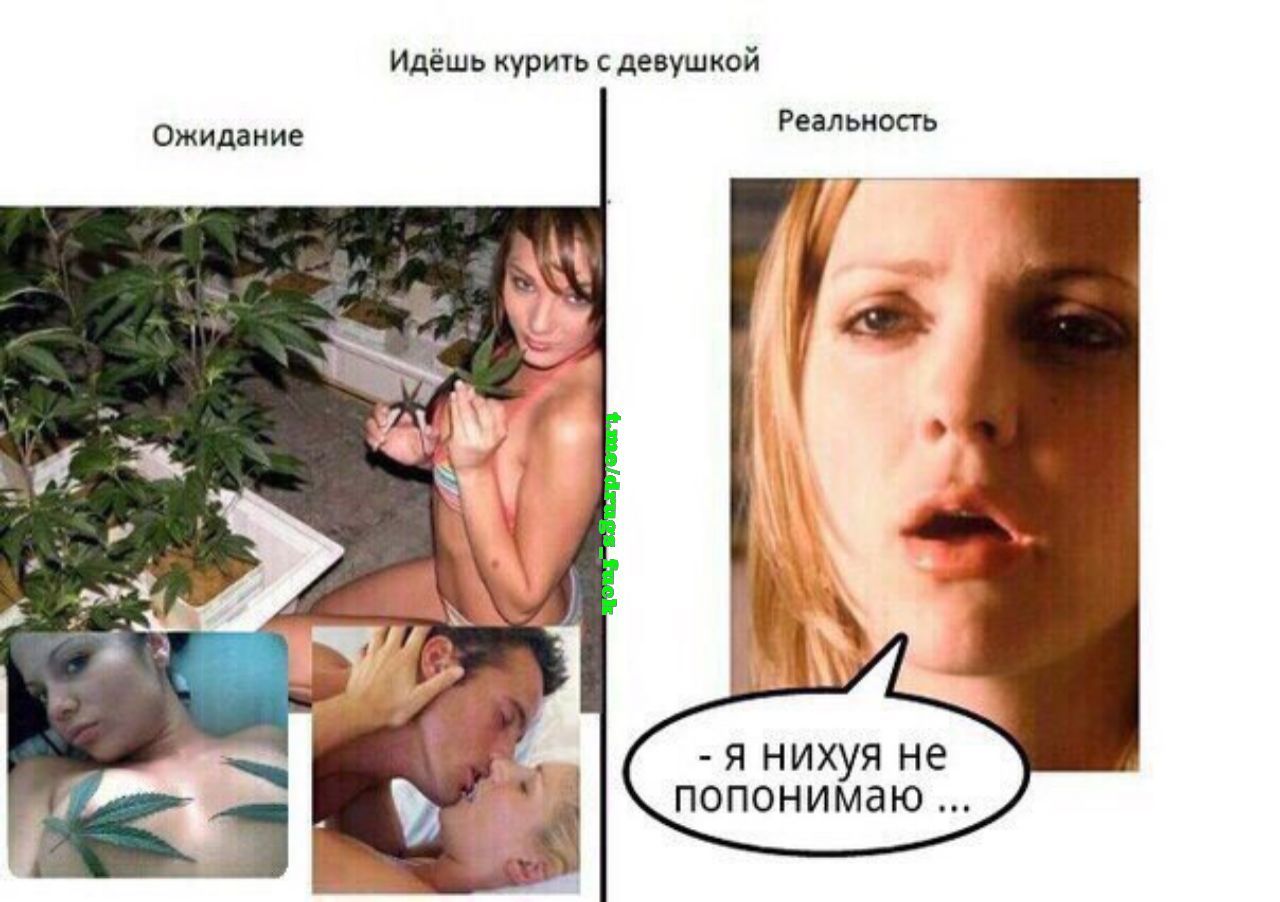 Идёшь курить с девушкой
Ожидание
Реальность
t.me/drugs_fuck
- я нихуя не
попонимаю ...